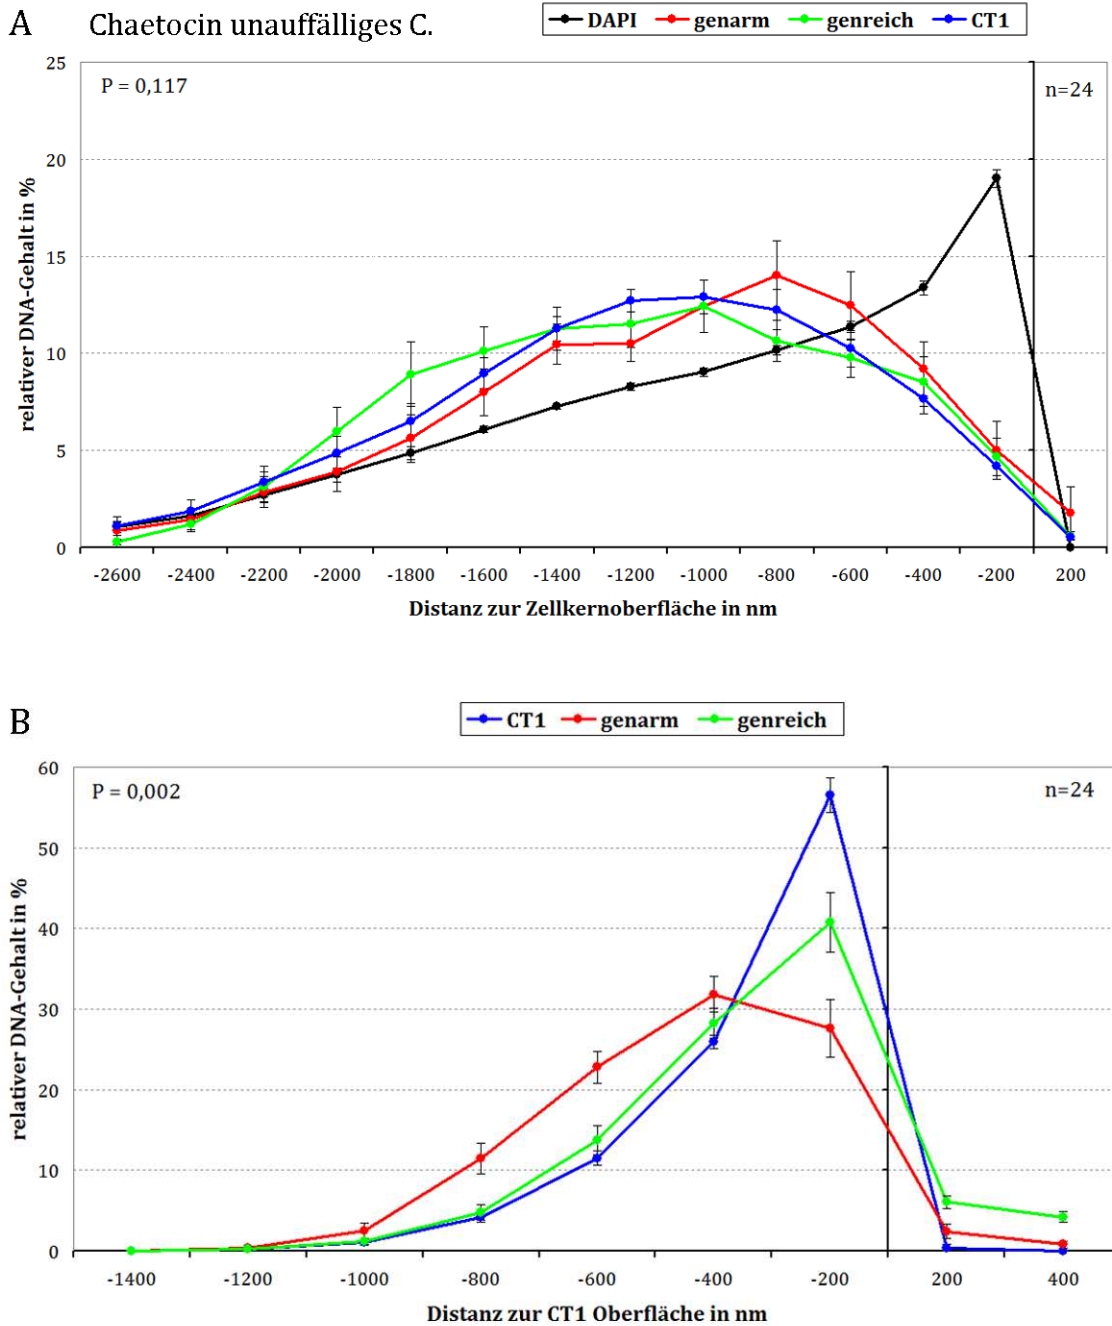 A Chaetocin unauffälliges C.
DAPI genarm genreich CT1
P = 0,117
n=24
relativer DNA-Gehalt in %
25
20
15
10
5
0
-2600 -2400 -2200 -2000 -1800 -1600 -1400 -1200 -1000 -800 -600 -400 -200 200
Distanz zur Zellkernoberfläche in nm
B
CT1 genarm genreich
P = 0,002
n=24
relativer DNA-Gehalt in %
60
50
40
30
20
10
0
-1400 -1200 -1000 -800 -600 -400 -200 200 400
Distanz zur CT1 Oberfläche in nm